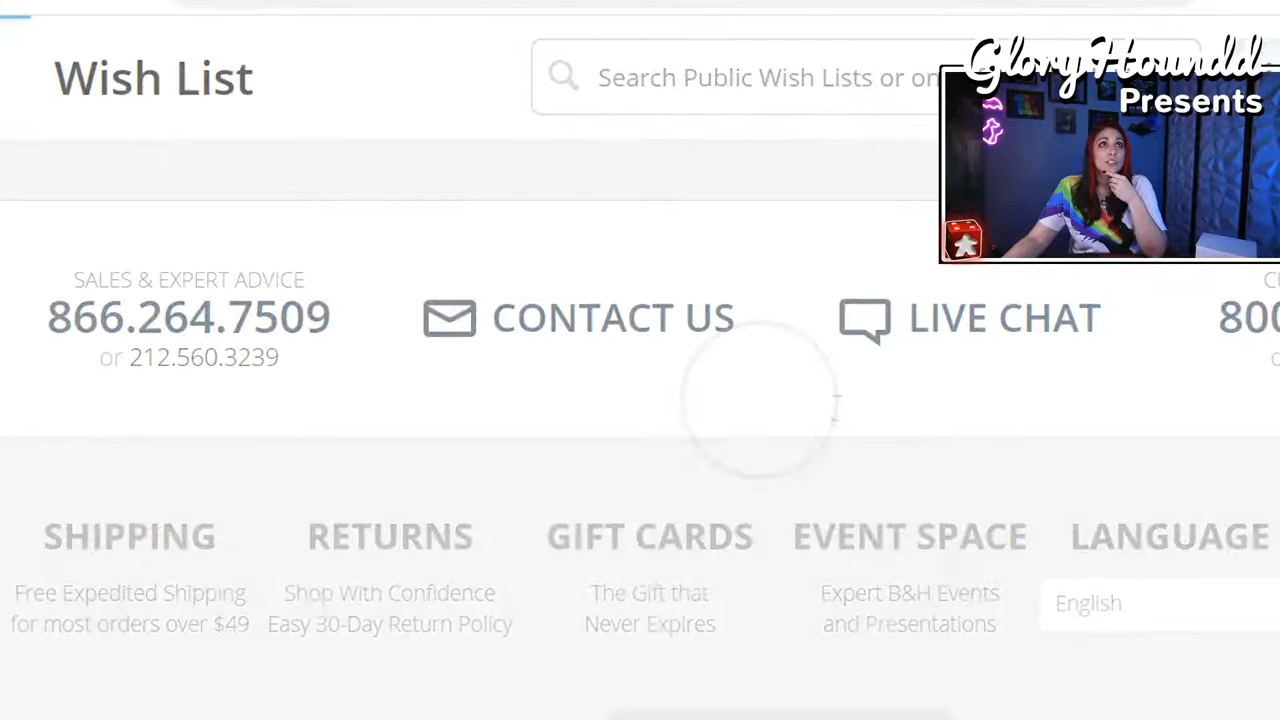 Wish List
Search Public Wish Lists or on
GloryHoundd
Presents
SALES & EXPERT ADVICE
866.264.7509
or 212.560.3239
CONTACT US
LIVE CHAT
800
SHIPPING
Free Expedited Shipping
for most orders over $49
RETURNS
Shop With Confidence
Easy 30-Day Return Policy
GIFT CARDS
The Gift that
Never Expires
EVENT SPACE
Expert B&H Events
and Presentations
LANGUAGE
English